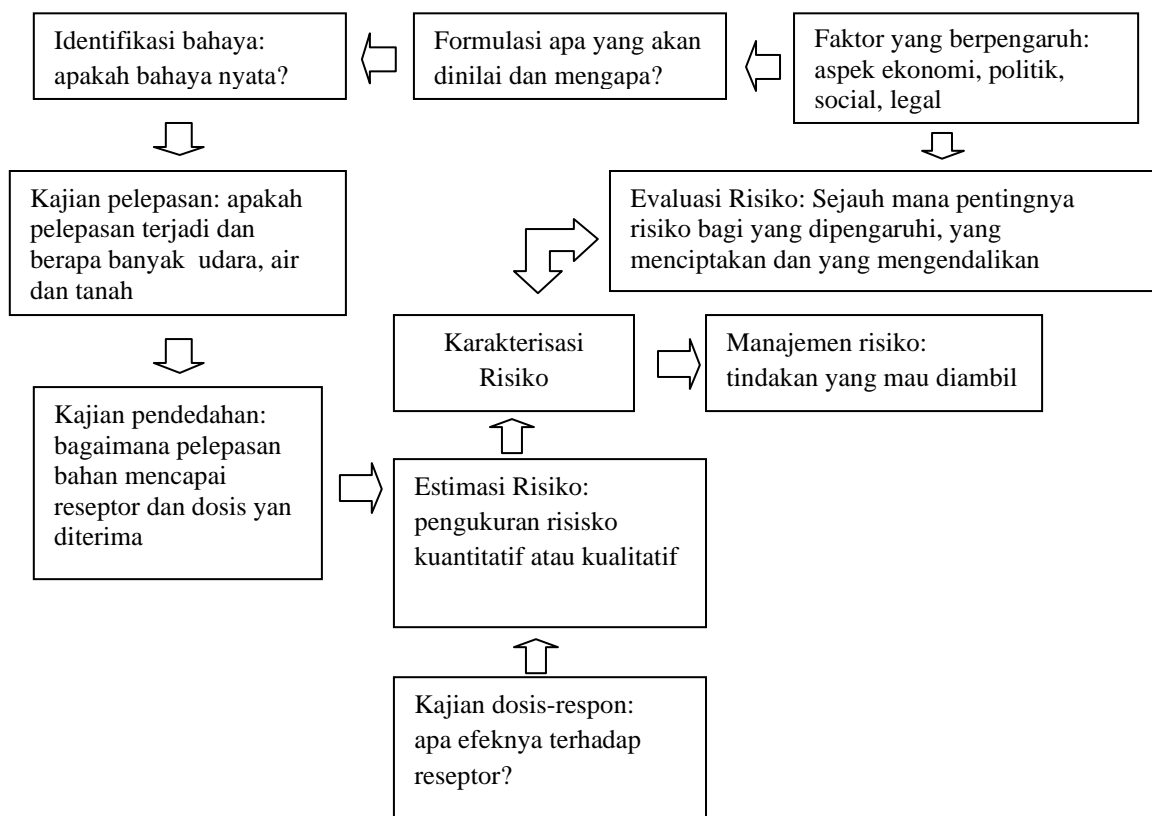 Identifikasi bahaya:
apakah bahaya nyata?
Formulasi apa yang akan
dinilai dan mengapa?
Faktor yang berpengaruh:
aspek ekonomi, politik,
social, legal
Kajian pelepasan: apakah
pelepasan terjadi dan
berapa banyak udara, air
dan tanah
Evaluasi Risiko: Sejauh mana pentingnya
risiko bagi yang dipengaruhi, yang
menciptakan dan yang mengendalikan
Karakterisasi
Risiko
Manajemen risiko:
tindakan yang mau diambil
Kajian pendedahan:
bagaimana pelepasan
bahan mencapai
reseptor dan dosis yan
diterima
Estimasi Risiko:
pengukuran risisko
kuantitatif atau kualitatif
Kajian dosis-respon:
apa efeknya terhadap
reseptor?